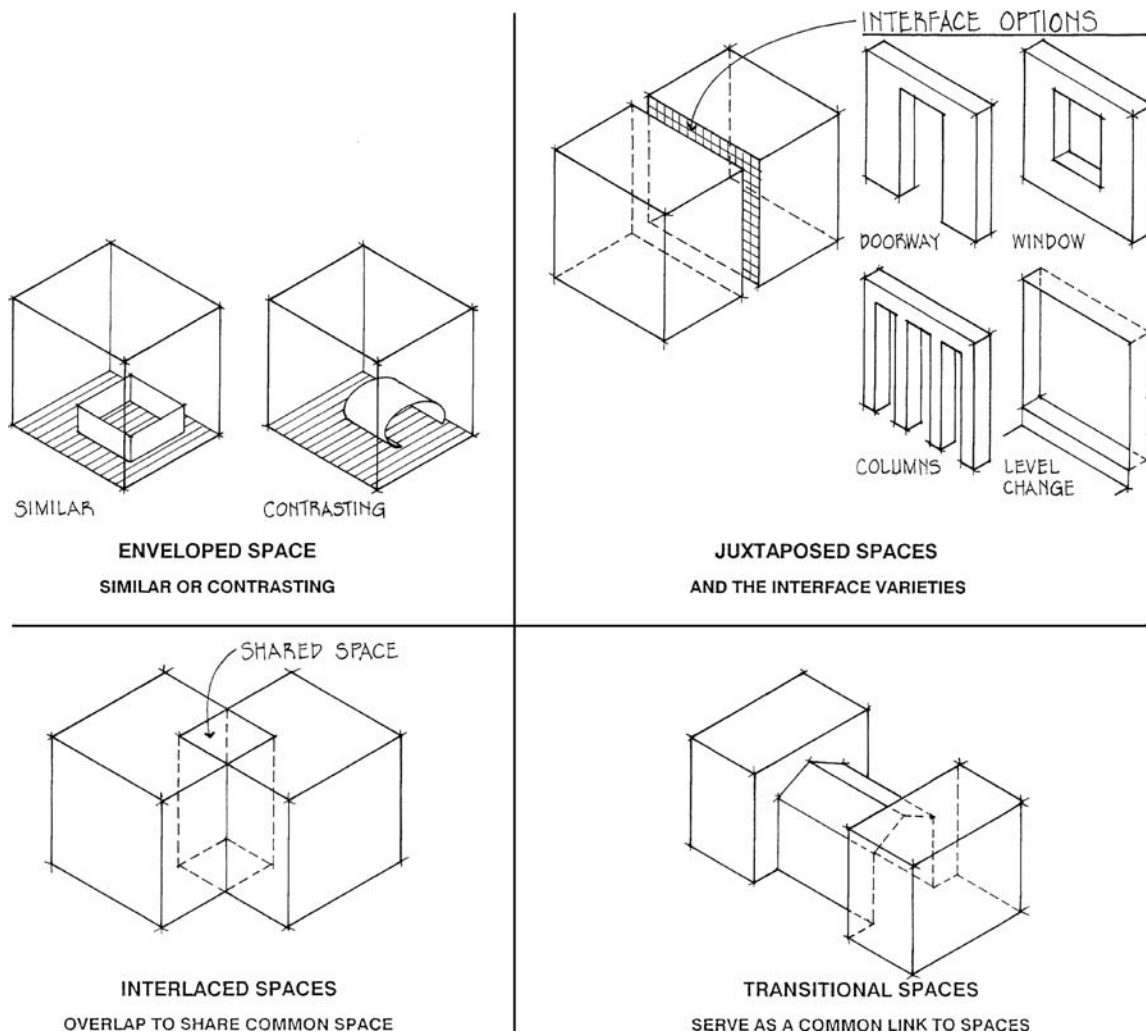 SIMILAR
CONTRASTING
ENVELOPED SPACE
SIMILAR OR CONTRASTING
INTERFACE OPTIONS
DOORWAY
WINDOW
COLUMNS
LEVEL
CHANGE
JUXTAPOSED SPACES
AND THE INTERFACE VARIETIES
SHARED SPACE
INTERLACED SPACES
OVERLAP TO SHARE COMMON SPACE
TRANSITIONAL SPACES
SERVE AS A COMMON LINK TO SPACES